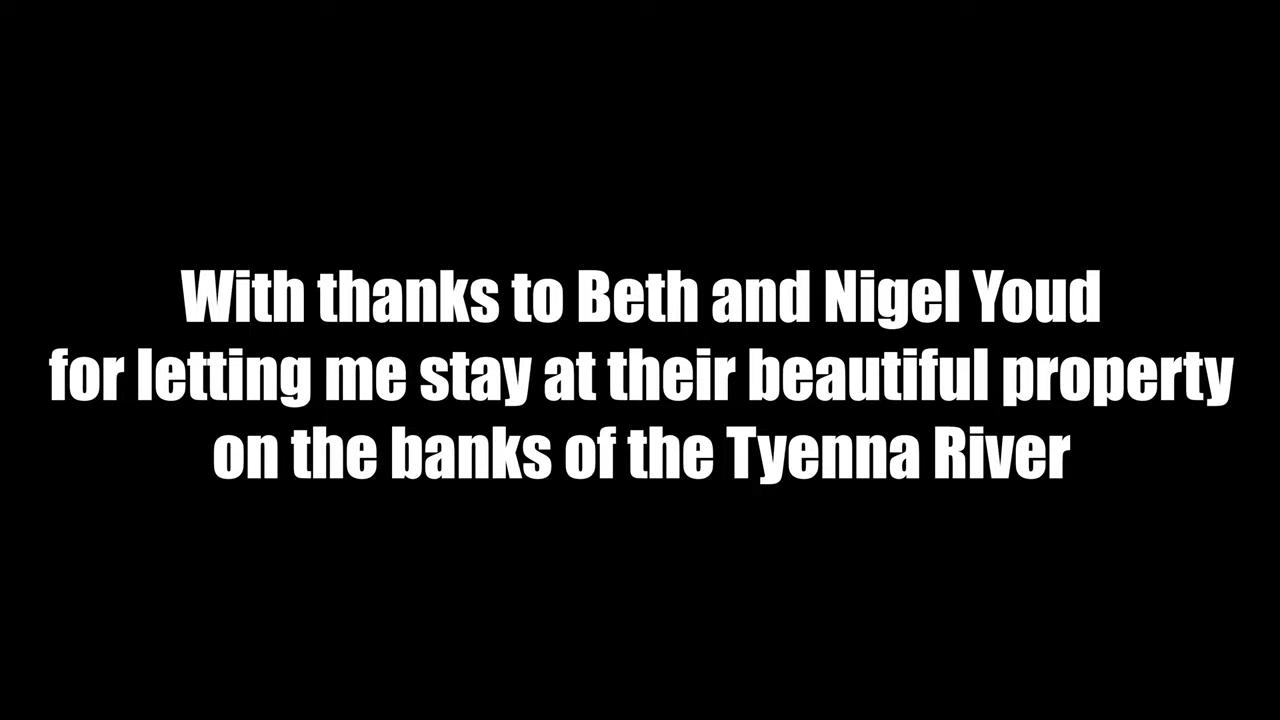 With thanks to Beth and Nigel Youd
for letting me stay at their beautiful property
on the banks of the Tyenna River